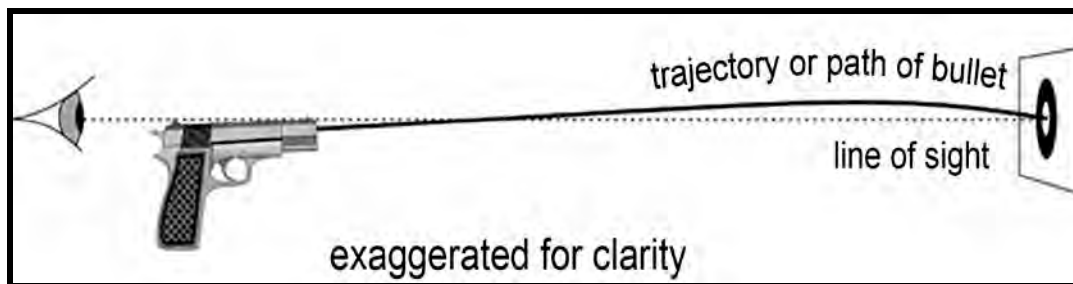 trajectory or path of bullet
line of sight
exaggerated for clarity